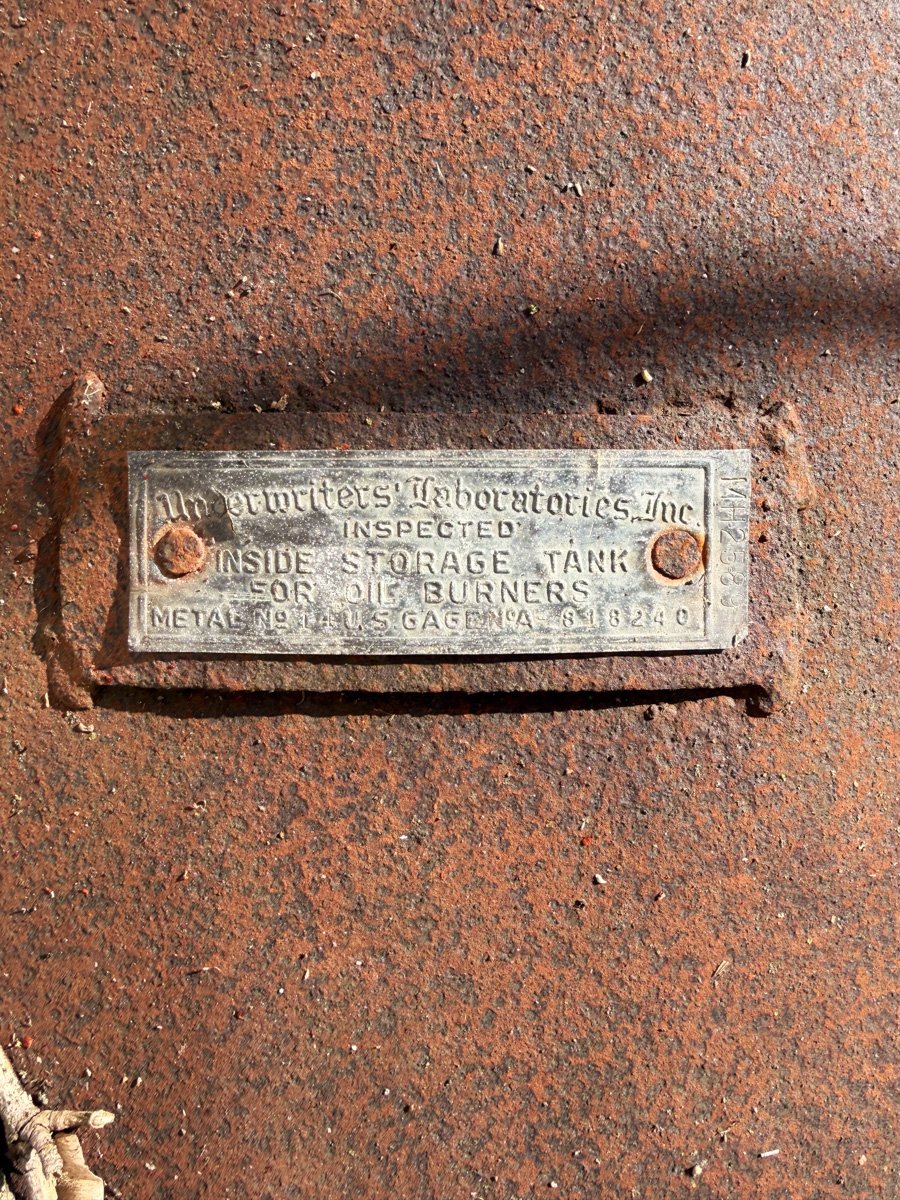 Underwriters' Laboratories, Inc.
INSPECTED
INSIDE STORAGE TANK
FOR OIL BURNERS
METAL No 14 U.S. GAGE No A- 818240
MH2589